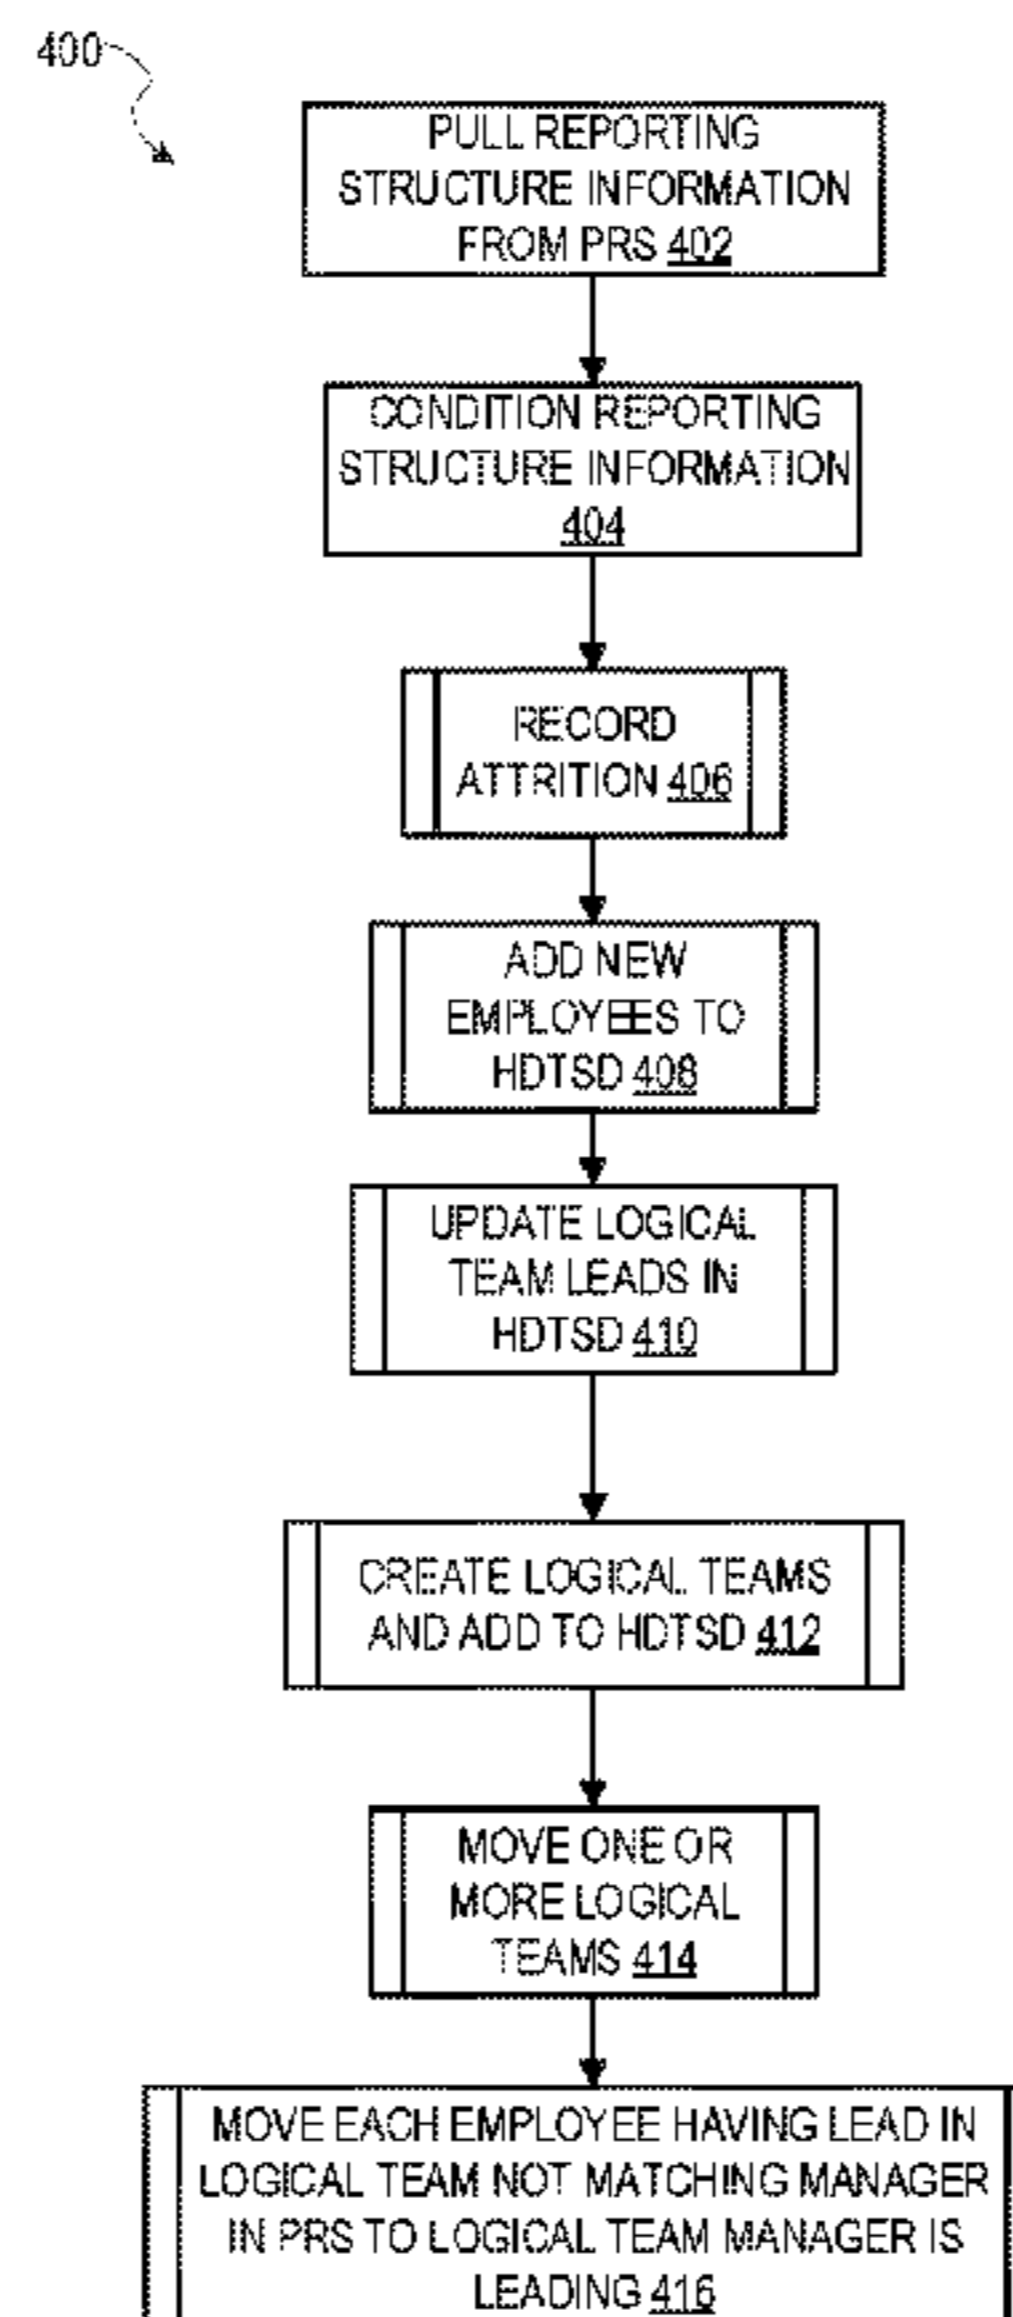 400
PULL REPORTING
STRUCTURE INFORMATION
FROM PRS 402
CONDITION REPORTING
STRUCTURE INFORMATION
404
RECORD
ATTRITION 406
ADD NEW
EMPLOYEES TO
HDTSD 408
UPDATE LOGICAL
TEAM LEADS IN
HDTSD 410
CREATE LOGICAL TEAMS
AND ADD TO HDTSD 412
MOVE ONE OR
MORE LOGICAL
TEAMS 414
MOVE EACH EMPLOYEE HAVING LEAD IN
LOGICAL TEAM NOT MATCHING MANAGER
IN PRS TO LOGICAL TEAM MANAGER IS
LEADING 416